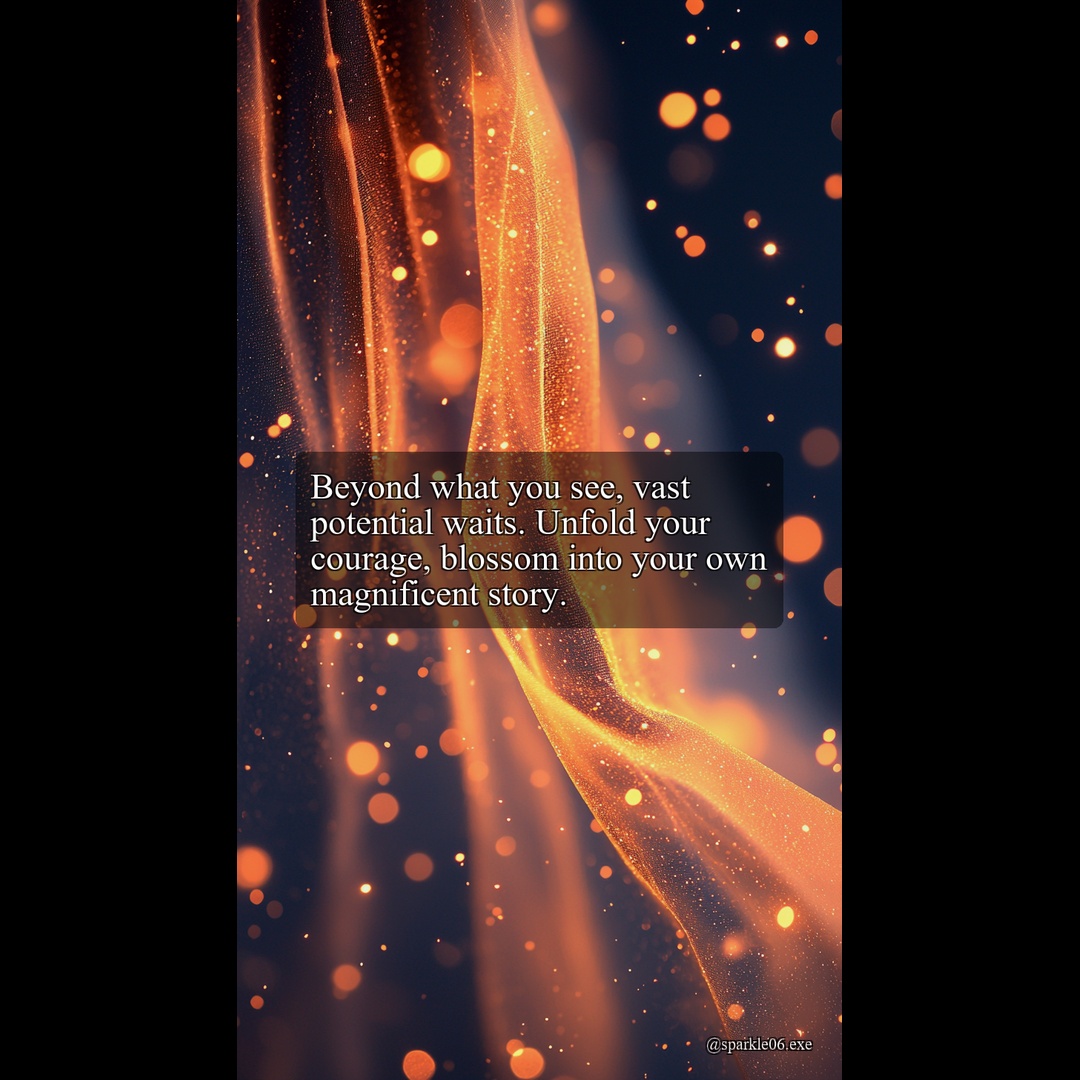 Beyond what you see, vast
potential waits. Unfold your
courage, blossom into your own
magnificent story.
@sparkle06.exe